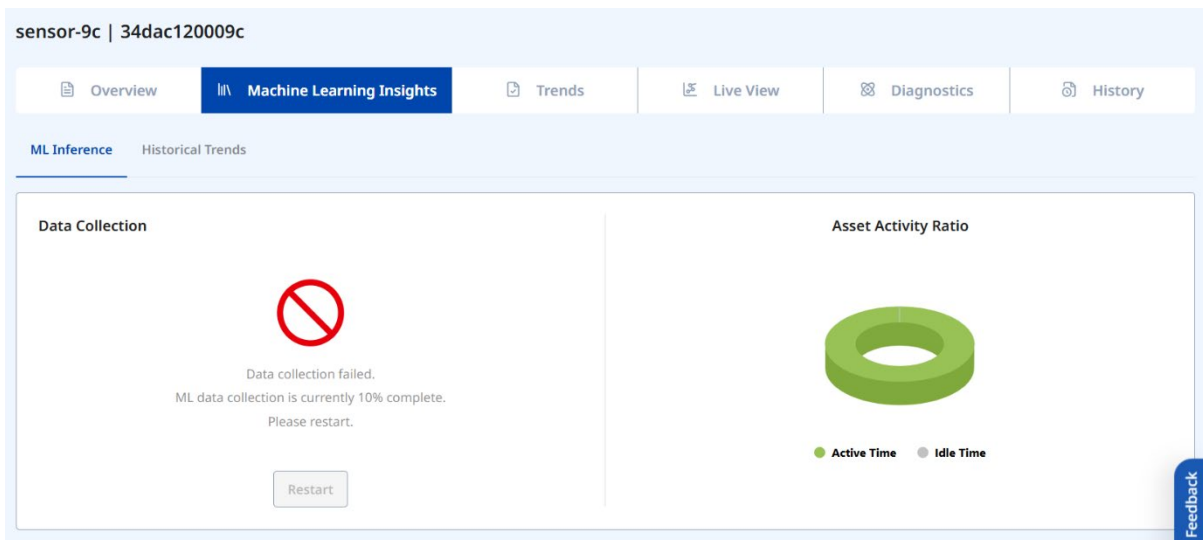 sensor-9c | 34dac120009c
Overview
Machine Learning Insights
Trends
Live View
Diagnostics
History
ML Inference
Historical Trends
Data Collection
Data collection failed.
ML data collection is currently 10% complete.
Please restart.
Restart
Asset Activity Ratio
Active Time
Idle Time
Feedback